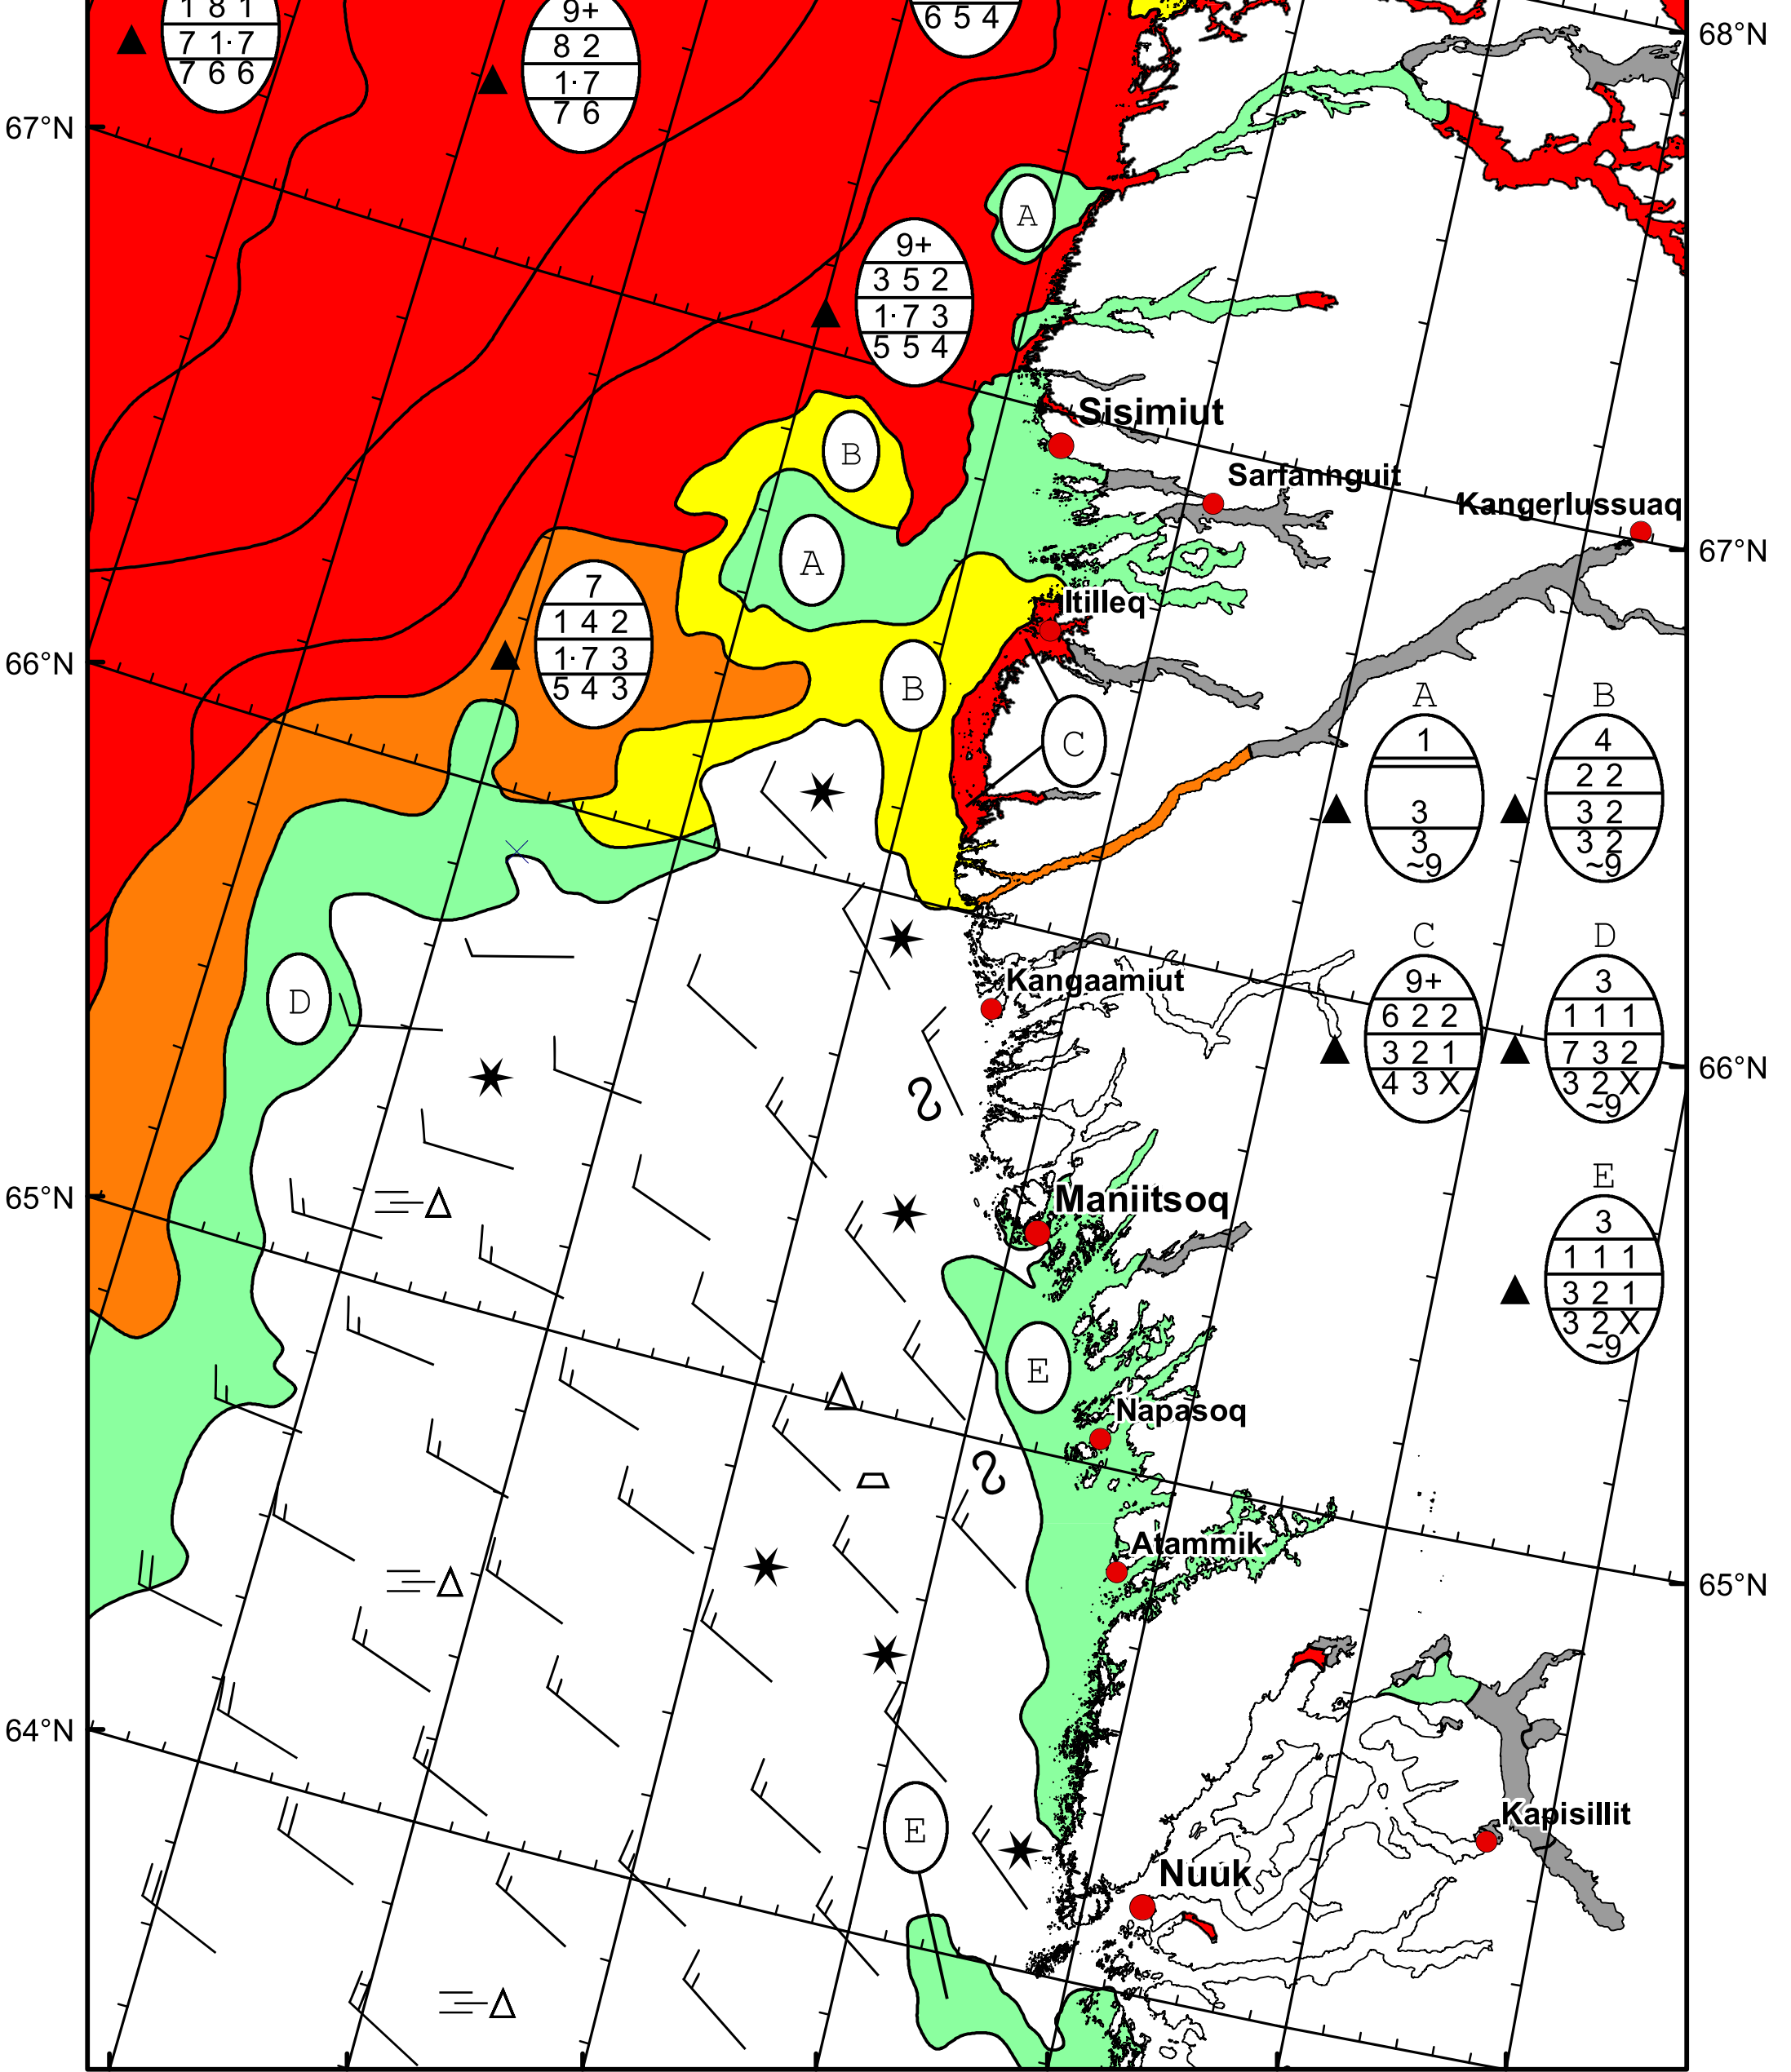 1 8 1
7 1·7
7 6 6
9+
8 2
1·7
7 6
6 5 4
68°N
67°N
A
9+
3 5 2
1·7 3
5 5 4
Sisimiut
B
Sarfannguit
Kangerlussuaq
67°N
A
7
1 4 2
1·7 3
5 4 3
Itilleq
66°N
B
C
A
1
3
3
~9
B
4
2 2
3 2
3 2
~9
D
Kangaamiut
C
9+
6 2 2
3 2 1
4 3 X
D
3
1 1 1
7 3 2
3 2 X
~9
66°N
65°N
Maniitsoq
E
3
1 1 1
3 2 1
3 2 X
~9
E
Napasoq
Atammik
65°N
64°N
E
Kapisillit
Nuuk